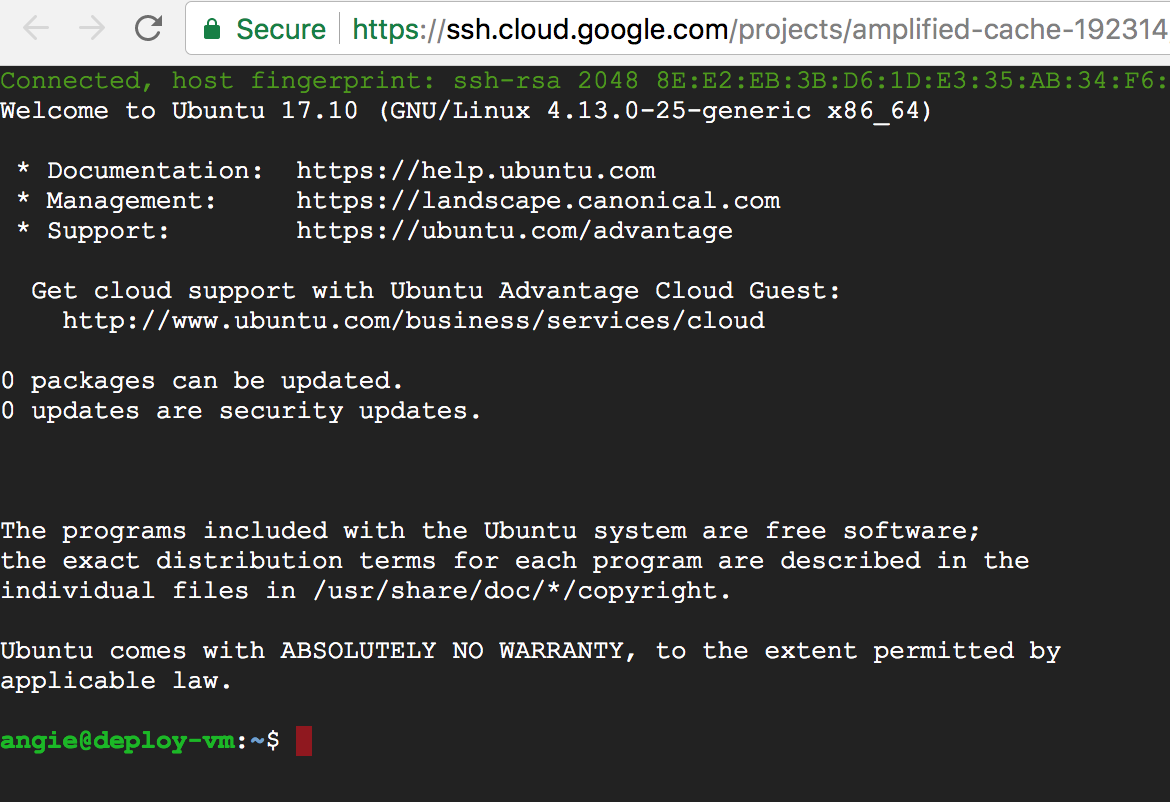 Secure https://ssh.cloud.google.com/projects/amplified-cache-192314
Connected, host fingerprint: ssh-rsa 2048 8E:E2:EB:3B:D6:1D:E3:35:AB:34:F6:
Welcome to Ubuntu 17.10 (GNU/Linux 4.13.0-25-generic x86_64)
* Documentation: https://help.ubuntu.com
* Management: https://landscape.canonical.com
* Support: https://ubuntu.com/advantage
Get cloud support with Ubuntu Advantage Cloud Guest:
http://www.ubuntu.com/business/services/cloud
0 packages can be updated.
0 updates are security updates.
The programs included with the Ubuntu system are free software;
the exact distribution terms for each program are described in the
individual files in /usr/share/doc/*/copyright.
Ubuntu comes with ABSOLUTELY NO WARRANTY, to the extent permitted by
applicable law.
angie@deploy-vm:~$